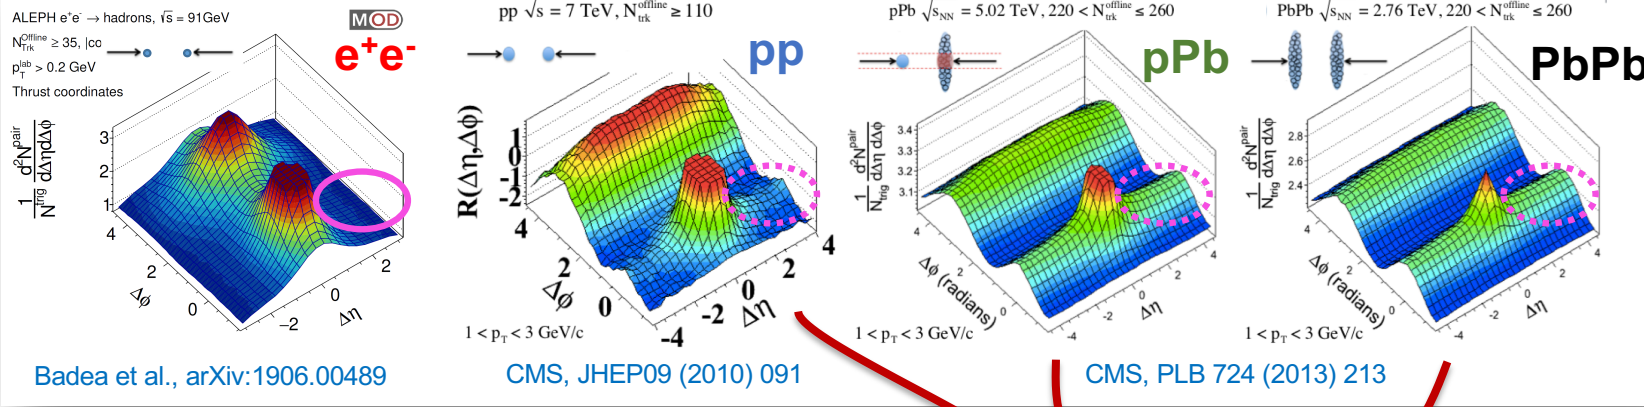 ALEPH e⁺e⁻ → hadrons, √s = 91GeV
N_Trk^Offline ≥ 35, |co
p_T^lab > 0.2 GeV
Thrust coordinates
MOD
e⁺e⁻
1/N_trig d²N^pair/dΔηdΔφ
3
2
1
4
2
0
Δφ
−2
0
2
Δη
Badea et al., arXiv:1906.00489
pp √s = 7 TeV, N_trk^offline ≥ 110
pp
R(Δη,Δφ)
1
0
-1
-2
4
2
0
Δφ
-4
-2
0
2
4
Δη
1 < p_T < 3 GeV/c
CMS, JHEP09 (2010) 091
pPb √s_NN = 5.02 TeV, 220 < N_trk^offline ≤ 260
pPb
1/N_trig d²N^pair/dΔη dΔφ
3.4
3.3
3.2
3.1
4
2
0
Δφ (radians)
-4
-2
0
2
4
Δη
1 < p_T < 3 GeV/c
PbPb √s_NN = 2.76 TeV, 220 < N_trk^offline ≤ 260
PbPb
1/N_trig d²N^pair/dΔη dΔφ
2.8
2.6
2.4
4
2
0
Δφ (radians)
-4
-2
0
2
4
Δη
1 < p_T < 3 GeV/c
CMS, PLB 724 (2013) 213